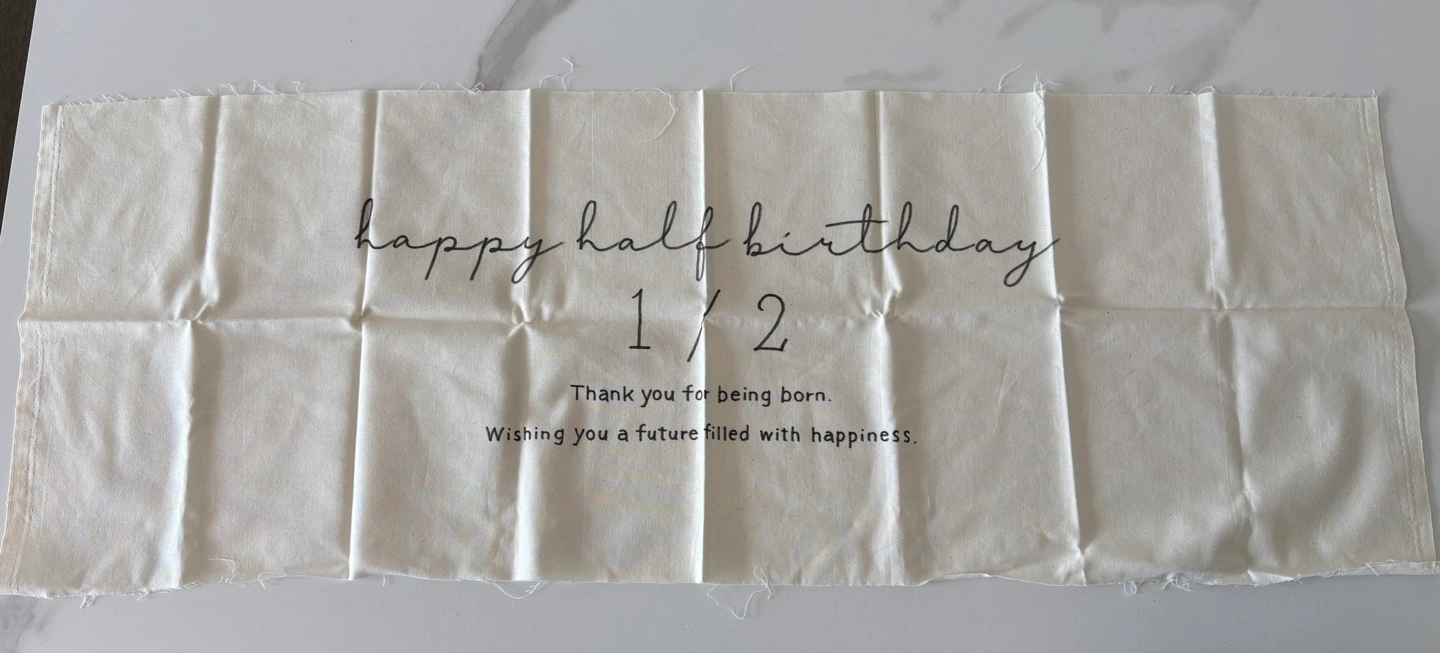 happy half birthday
1 / 2
Thank you for being born.
Wishing you a future filled with happiness.